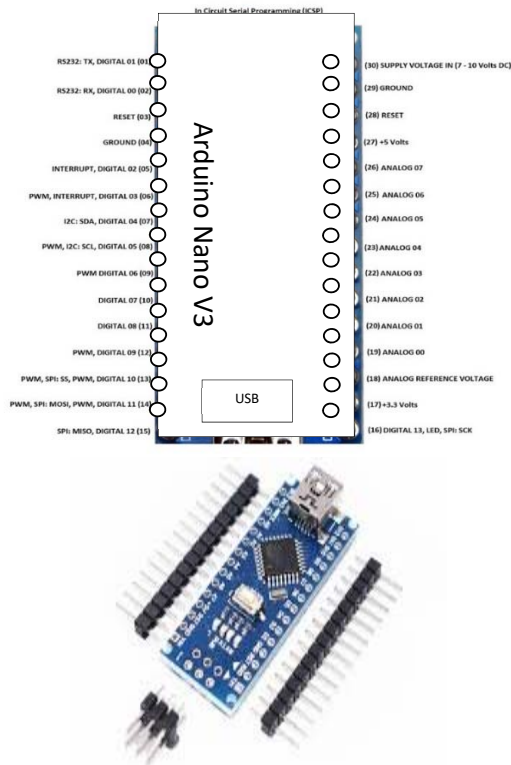 In Circuit Serial Programming (ICSP)
RS232: TX, DIGITAL 01 (01)
RS232: RX, DIGITAL 00 (02)
RESET (03)
GROUND (04)
INTERRUPT, DIGITAL 02 (05)
PWM, INTERRUPT, DIGITAL 03 (06)
I2C: SDA, DIGITAL 04 (07)
PWM, I2C: SCL, DIGITAL 05 (08)
PWM DIGITAL 06 (09)
DIGITAL 07 (10)
DIGITAL 08 (11)
PWM, DIGITAL 09 (12)
PWM, SPI: SS, PWM, DIGITAL 10 (13)
PWM, SPI: MOSI, PWM, DIGITAL 11 (14)
SPI: MISO, DIGITAL 12 (15)
Arduino Nano V3
USB
(30) SUPPLY VOLTAGE IN (7 - 10 Volts DC)
(29) GROUND
(28) RESET
(27) +5 Volts
(26) ANALOG 07
(25) ANALOG 06
(24) ANALOG 05
(23) ANALOG 04
(22) ANALOG 03
(21) ANALOG 02
(20) ANALOG 01
(19) ANALOG 00
(18) ANALOG REFERENCE VOLTAGE
(17) +3.3 Volts
(16) DIGITAL 13, LED, SPI: SCK